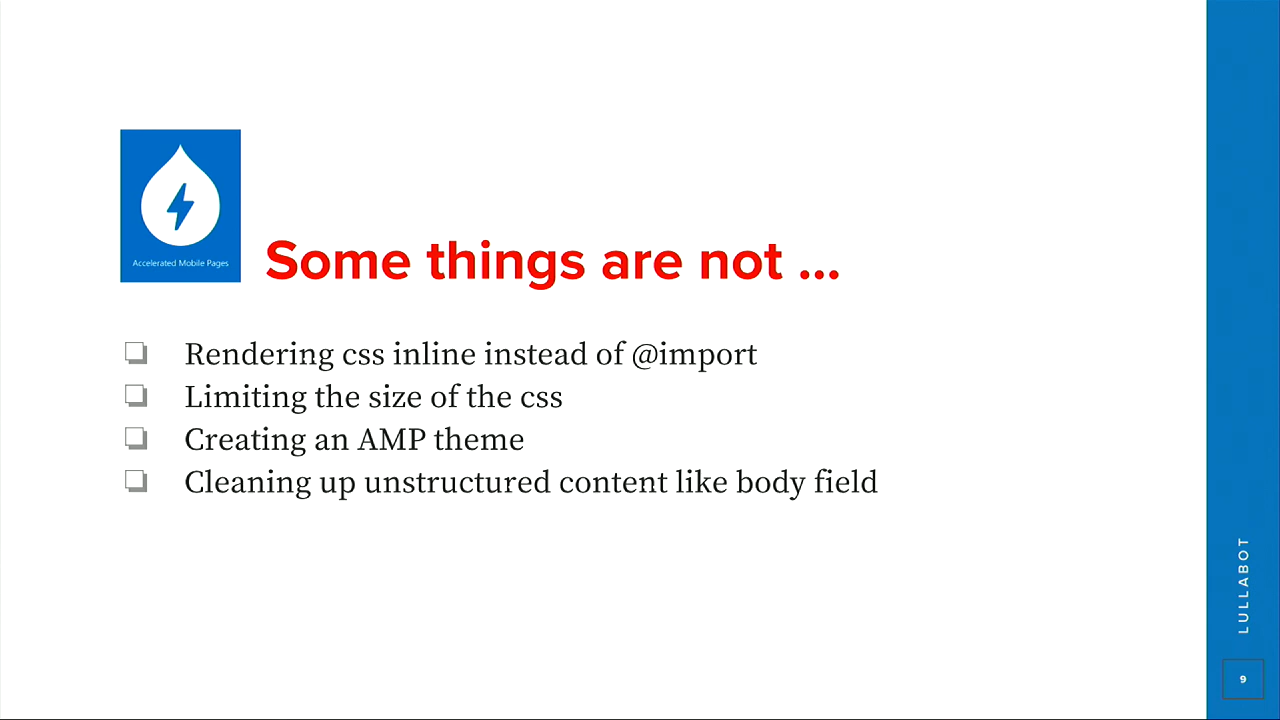 Accelerated Mobile Pages
Some things are not ...
Rendering css inline instead of @import
Limiting the size of the css
Creating an AMP theme
Cleaning up unstructured content like body field
LULLABOT
9